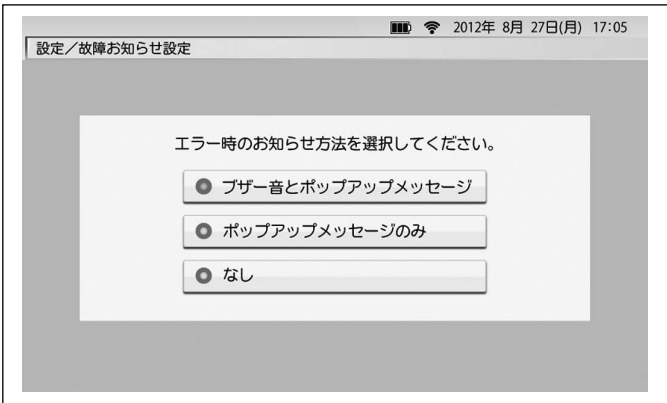 2012年 8月 27日(月) 17:05
設定／故障お知らせ設定
エラー時のお知らせ方法を選択してください。
ブザー音とポップアップメッセージ
ポップアップメッセージのみ
なし